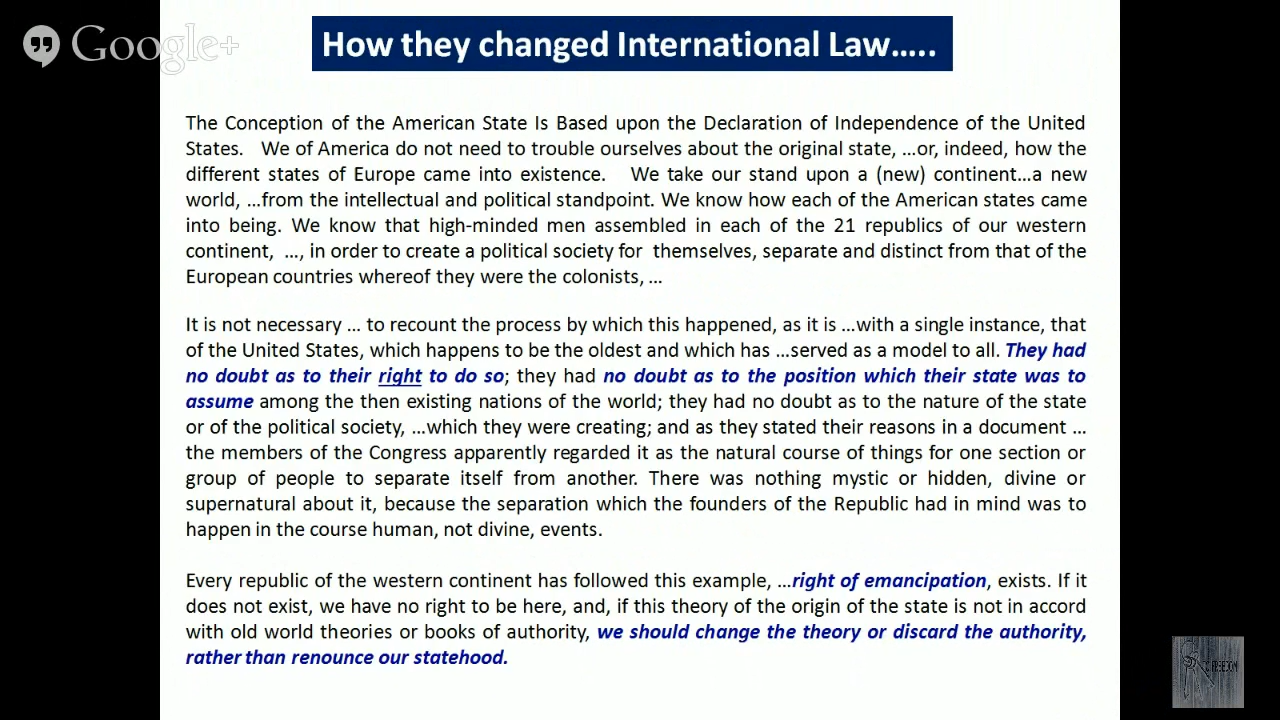 Google+
How they changed International Law…..
The Conception of the American State Is Based upon the Declaration of Independence of the United
States. We of America do not need to trouble ourselves about the original state, …or, indeed, how the
different states of Europe came into existence. We take our stand upon a (new) continent…a new
world, …from the intellectual and political standpoint. We know how each of the American states came
into being. We know that high-minded men assembled in each of the 21 republics of our western
continent, …, in order to create a political society for themselves, separate and distinct from that of the
European countries whereof they were the colonists, …
It is not necessary … to recount the process by which this happened, as it is …with a single instance, that
of the United States, which happens to be the oldest and which has …served as a model to all. They had
no doubt as to their right to do so; they had no doubt as to the position which their state was to
assume among the then existing nations of the world; they had no doubt as to the nature of the state
or of the political society, …which they were creating; and as they stated their reasons in a document …
the members of the Congress apparently regarded it as the natural course of things for one section or
group of people to separate itself from another. There was nothing mystic or hidden, divine or
supernatural about it, because the separation which the founders of the Republic had in mind was to
happen in the course human, not divine, events.
Every republic of the western continent has followed this example, …right of emancipation, exists. If it
does not exist, we have no right to be here, and, if this theory of the origin of the state is not in accord
with old world theories or books of authority, we should change the theory or discard the authority,
rather than renounce our statehood.
FREEDOM